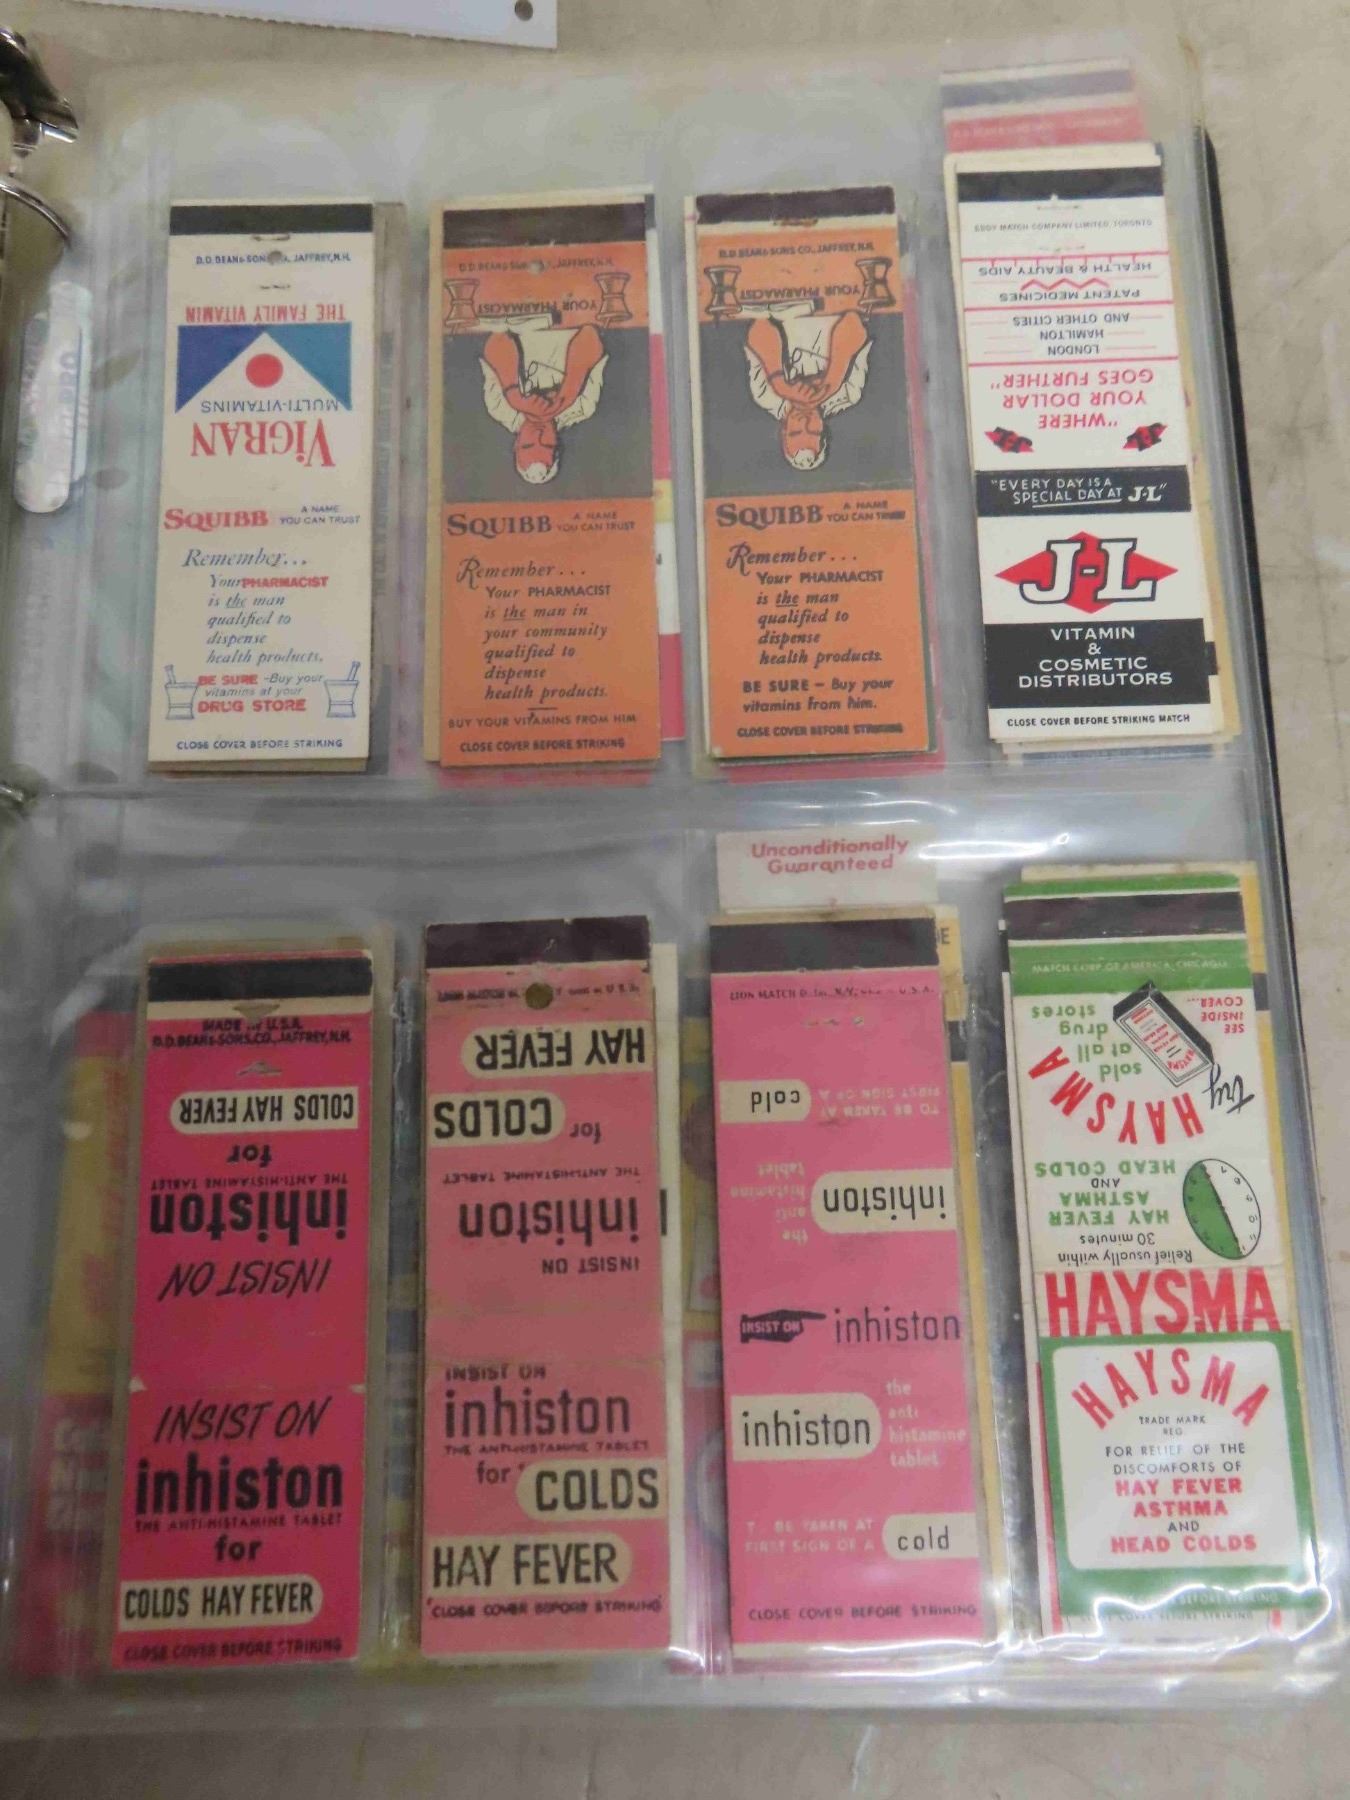 D.D. BEAN & SONS CO., JAFFREY, N.H.
THE FAMILY VITAMIN
MULTI-VITAMINS
ViGRAN
SQUIBB A NAME
YOU CAN TRUST
Remember...
Your PHARMACIST
is the man
qualified to
dispense
health products.
BE SURE - Buy your
vitamins at your
DRUG STORE
CLOSE COVER BEFORE STRIKING
D.D. BEAN & SONS CO., JAFFREY, N.H.
YOUR PHARMACIST
SQUIBB A NAME
YOU CAN TRUST
Remember...
Your PHARMACIST
is the man in
your community
qualified to
dispense
health products.
BUY YOUR VITAMINS FROM HIM
CLOSE COVER BEFORE STRIKING
D.D. BEAN & SONS CO., JAFFREY, N.H.
YOUR PHARMACIST
SQUIBB A NAME
YOU CAN TRUST
Remember...
Your PHARMACIST
is the man
qualified to
dispense
health products.
BE SURE - Buy your
vitamins from him.
CLOSE COVER BEFORE STRIKING
EDDY MATCH COMPANY LIMITED, TORONTO
"WHERE
YOUR DOLLAR
GOES FURTHER"
LONDON
HAMILTON
AND OTHER CITIES
PATENT MEDICINES
HEALTH & BEAUTY AIDS
"EVERY DAY IS A
SPECIAL DAY AT J-L"
J-L
VITAMIN
&
COSMETIC
DISTRIBUTORS
CLOSE COVER BEFORE STRIKING MATCH
MADE IN U.S.A.
D.D. BEAN & SONS, CO., JAFFREY, N.H.
INSIST ON
inhiston
THE ANTI-HISTAMINE TABLET
for
COLDS HAY FEVER
INSIST ON
inhiston
THE ANTI-HISTAMINE TABLET
for
COLDS HAY FEVER
CLOSE COVER BEFORE STRIKING
INSIST ON
inhiston
THE ANTI-HISTAMINE TABLET
for COLDS
HAY FEVER
INSIST ON
inhiston
THE ANTI-HISTAMINE TABLET
for COLDS
HAY FEVER
CLOSE COVER BEFORE STRIKING
Unconditionally
Guaranteed
LION MATCH U.S.A.
inhiston the
anti
histamine
tablet
TO BE TAKEN AT
FIRST SIGN OF A cold
INSIST ON inhiston
inhiston the
anti
histamine
tablet
TO BE TAKEN AT
FIRST SIGN OF A cold
CLOSE COVER BEFORE STRIKING
MATCH CORP OF AMERICA, CHICAGO
Relief usually within
30 minutes
HAY FEVER
ASTHMA
AND
HEAD COLDS
try
HAYSMA
sold
at all
drug
stores
SEE
INSIDE
COVER...
HAYSMA
HAYSMA
TRADE MARK
REG.
FOR RELIEF OF THE
DISCOMFORTS OF
HAY FEVER
ASTHMA
AND
HEAD COLDS